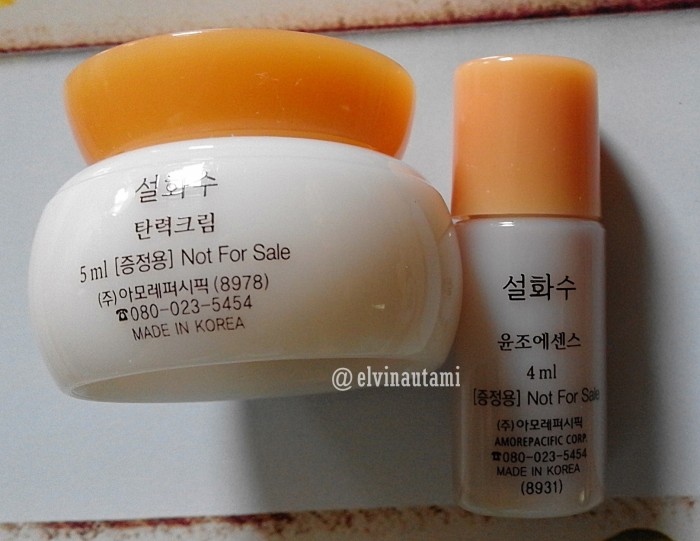 설화수
탄력크림
5 ml [증정용] Not For Sale
(주)아모레퍼시픽 (8978)
☎080-023-5454
MADE IN KOREA
@elvinautami
설화수
윤조에센스
4 ml
[증정용] Not For Sale
(주)아모레퍼시픽
AMOREPACIFIC CORP.
☎080-023-5454
MADE IN KOREA
(8931)